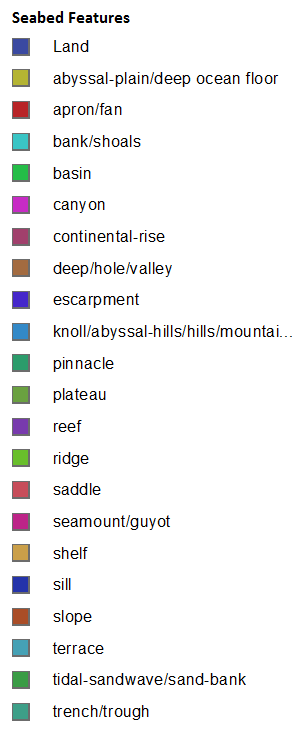 Seabed Features
Land
abyssal-plain/deep ocean floor
apron/fan
bank/shoals
basin
canyon
continental-rise
deep/hole/valley
escarpment
knoll/abyssal-hills/hills/mountai...
pinnacle
plateau
reef
ridge
saddle
seamount/guyot
shelf
sill
slope
terrace
tidal-sandwave/sand-bank
trench/trough